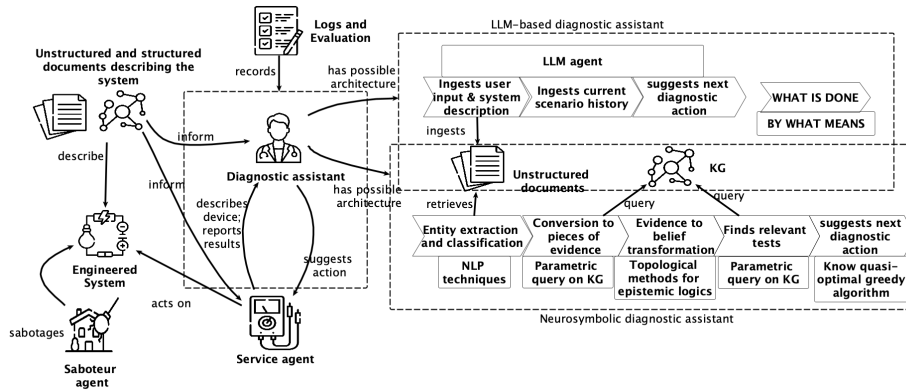 LLM-based diagnostic assistant
Logs and
Evaluation
Unstructured and structured
documents describing the
system
records
has possible
architecture
LLM agent
Ingests user
input & system
description
Ingests current
scenario history
suggests next
diagnostic
action
WHAT IS DONE
BY WHAT MEANS
inform
ingests
describe
Diagnostic assistant
has possible
architecture
Unstructured
documents
KG
inform
describes
device;
reports
results
retrieves
query
query
Entity extraction
and classification
Conversion to
pieces of
evidence
Evidence to
belief
transformation
Finds relevant
tests
suggests next
diagnostic
action
NLP
techniques
Parametric
query on KG
Topological
methods for
epistemic logics
Parametric
query on KG
Know quasi-
optimal greedy
algorithm
Engineered
System
suggests
action
acts on
Neurosymbolic diagnostic assistant
sabotages
Service agent
Saboteur
agent